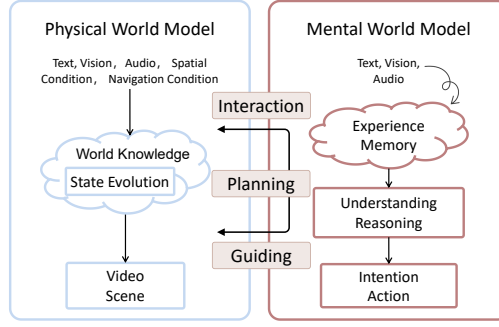 Physical World Model
Text, Vision, Audio, Spatial
Condition, Navigation Condition
World Knowledge
State Evolution
Video
Scene
Interaction
Planning
Guiding
Mental World Model
Text, Vision,
Audio
Experience
Memory
Understanding
Reasoning
Intention
Action